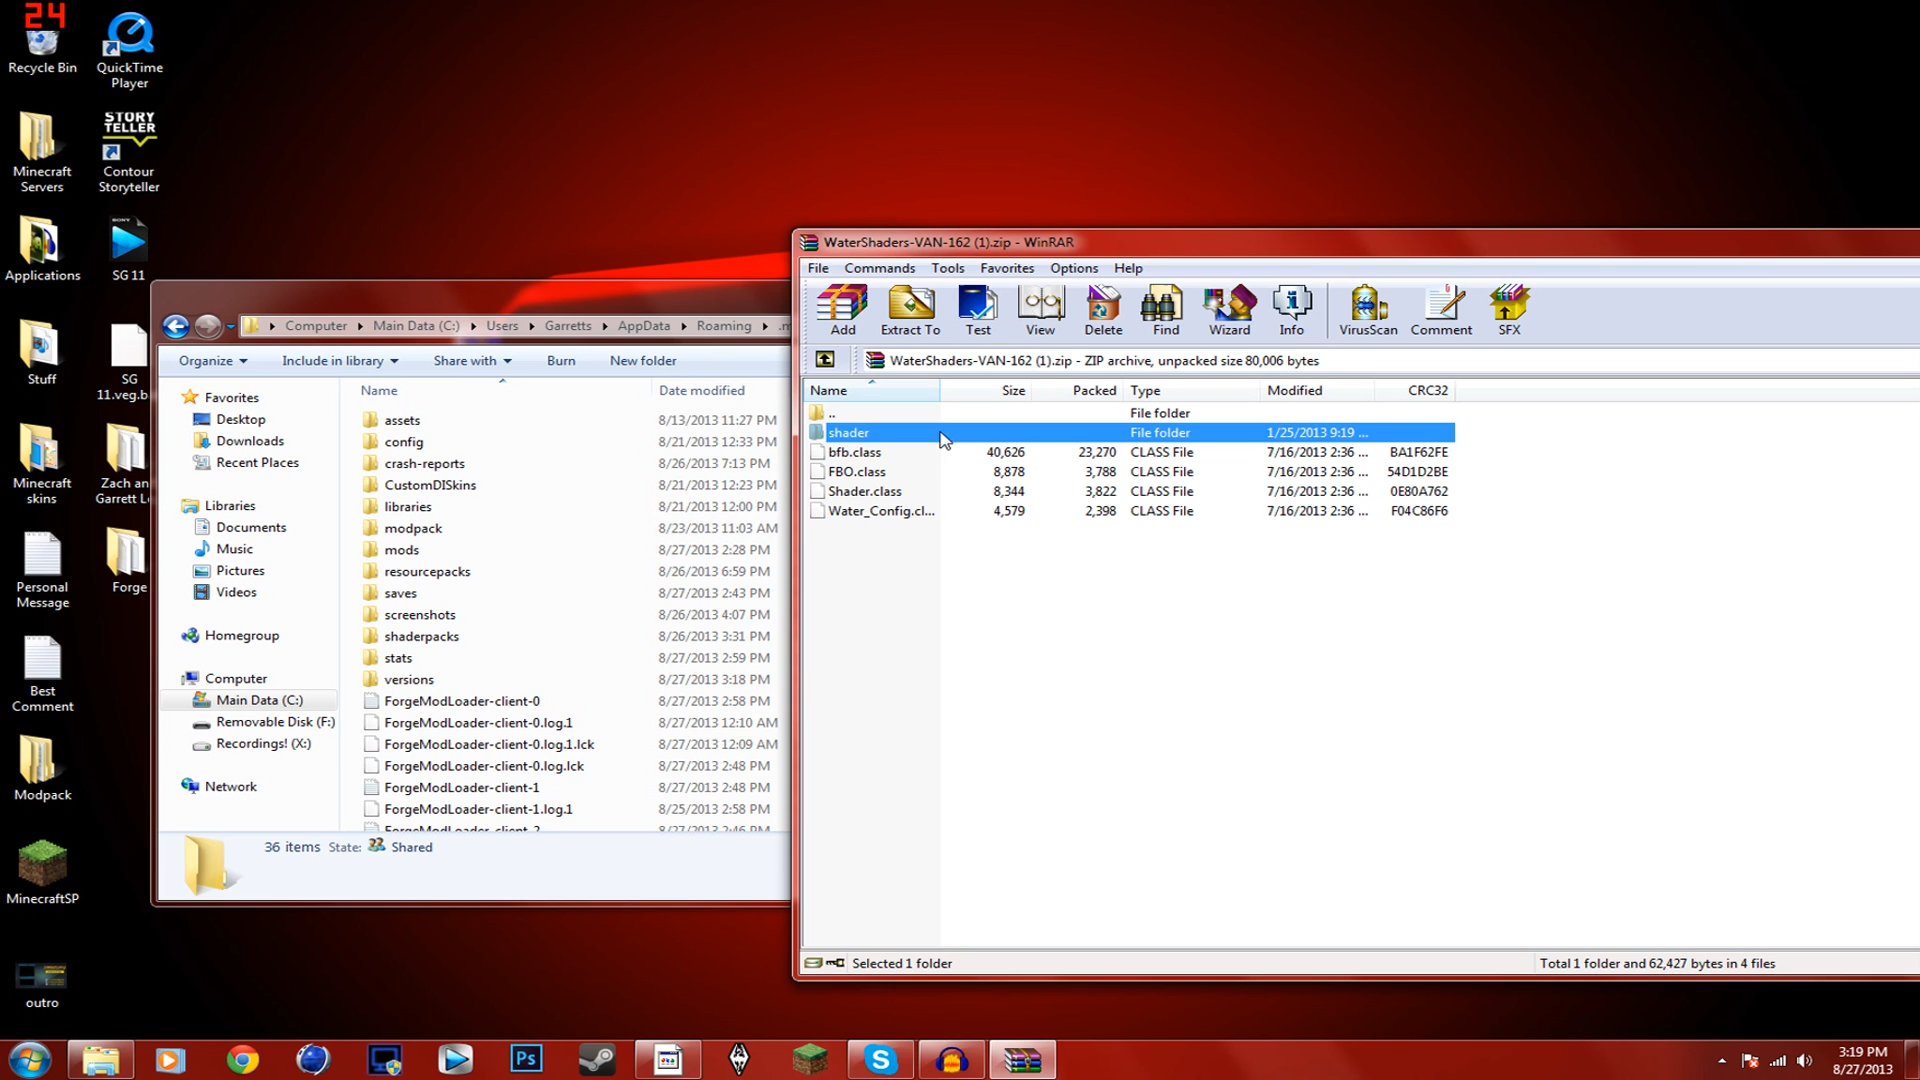 24
Recycle Bin
QuickTime
Player
STORY
TELLER
Minecraft
Servers
Contour
Storyteller
SONY
Applications
SG 11
Stuff
SG
11.veg.b
Minecraft
skins
Zach an
Garrett L
Personal
Message
Forge
Best
Comment
Modpack
MinecraftSP
outro
Computer
Main Data (C:)
Users
Garretts
AppData
Roaming
.m
Organize
Include in library
Share with
Burn
New folder
Favorites
Desktop
Downloads
Recent Places
Libraries
Documents
Music
Pictures
Videos
Homegroup
Computer
Main Data (C:)
Removable Disk (F:)
Recordings! (X:)
Network
Name Date modified
assets 8/13/2013 11:27 PM
config 8/21/2013 12:33 PM
crash-reports 8/26/2013 7:13 PM
CustomDISkins 8/21/2013 12:23 PM
libraries 8/21/2013 12:00 PM
modpack 8/23/2013 11:03 AM
mods 8/27/2013 2:28 PM
resourcepacks 8/26/2013 6:59 PM
saves 8/27/2013 2:43 PM
screenshots 8/26/2013 4:07 PM
shaderpacks 8/26/2013 3:31 PM
stats 8/27/2013 2:59 PM
versions 8/27/2013 3:18 PM
ForgeModLoader-client-0 8/27/2013 2:58 PM
ForgeModLoader-client-0.log.1 8/27/2013 12:10 AM
ForgeModLoader-client-0.log.1.lck 8/27/2013 12:09 AM
ForgeModLoader-client-0.log.lck 8/27/2013 2:48 PM
ForgeModLoader-client-1 8/27/2013 2:48 PM
ForgeModLoader-client-1.log.1 8/25/2013 2:58 PM
ForgeModLoader-client-2 8/27/2013 2:46 PM
36 items State: Shared
WaterShaders-VAN-162 (1).zip - WinRAR
File Commands Tools Favorites Options Help
Add Extract To Test View Delete Find Wizard Info VirusScan Comment SFX
WaterShaders-VAN-162 (1).zip - ZIP archive, unpacked size 80,006 bytes
Name Size Packed Type Modified CRC32
.. File folder
shader File folder 1/25/2013 9:19 ...
bfb.class 40,626 23,270 CLASS File 7/16/2013 2:36 ... BA1F62FE
FBO.class 8,878 3,788 CLASS File 7/16/2013 2:36 ... 54D1D2BE
Shader.class 8,344 3,822 CLASS File 7/16/2013 2:36 ... 0E80A762
Water_Config.cl... 4,579 2,398 CLASS File 7/16/2013 2:36 ... F04C86F6
Selected 1 folder
Total 1 folder and 62,427 bytes in 4 files
Ps
3:19 PM
8/27/2013